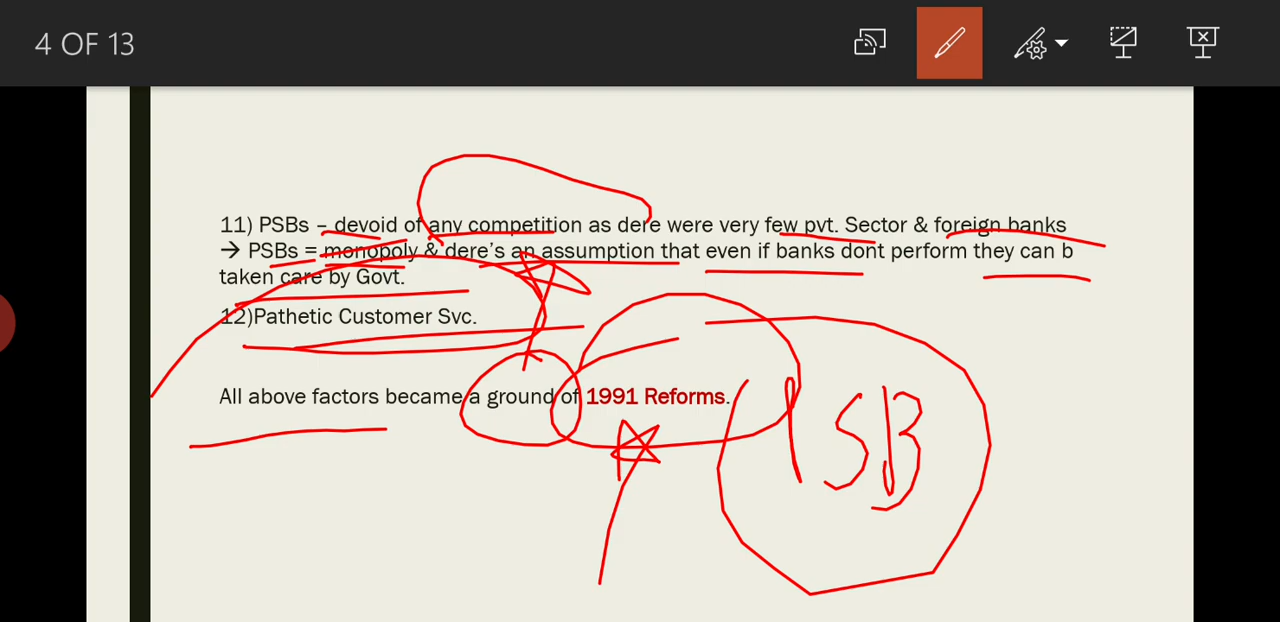 4 OF 13
11) PSBs – devoid of any competition as dere were very few pvt. Sector & foreign banks
→ PSBs = monopoly & dere's an assumption that even if banks dont perform they can b
taken care by Govt.
12)Pathetic Customer Svc.
All above factors became a ground of 1991 Reforms.
SB